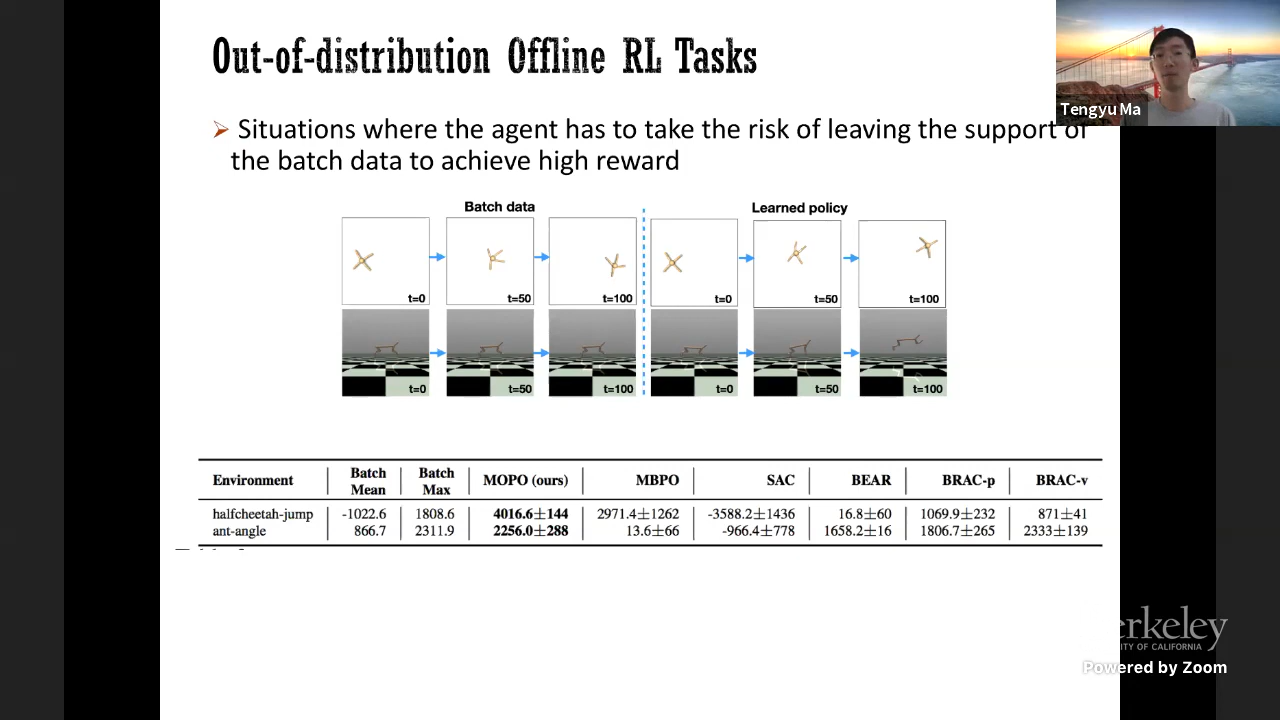 Out-of-distribution Offline RL Tasks
Tengyu Ma
➢ Situations where the agent has to take the risk of leaving the support of
the batch data to achieve high reward
Batch data Learned policy
t=0 t=50 t=100 t=0 t=50 t=100
t=0 t=50 t=100 t=0 t=50 t=100
Environment Batch Mean Batch Max MOPO (ours) MBPO SAC BEAR BRAC-p BRAC-v
halfcheetah-jump -1022.6 1808.6 4016.6±144 2971.4±1262 -3588.2±1436 16.8±60 1069.9±232 871±41
ant-angle 866.7 2311.9 2256.0±288 13.6±66 -966.4±778 1658.2±16 1806.7±265 2333±139
erkeley
ITY OF CALIFORNIA
Powered by Zoom